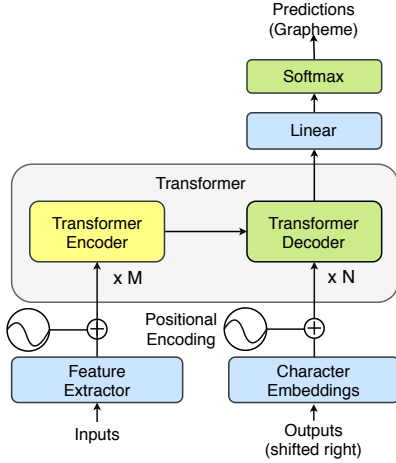 Predictions
(Grapheme)
Softmax
Linear
Transformer
Transformer
Encoder
Transformer
Decoder
x M
x N
Positional
Encoding
Feature
Extractor
Character
Embeddings
Inputs
Outputs
(shifted right)